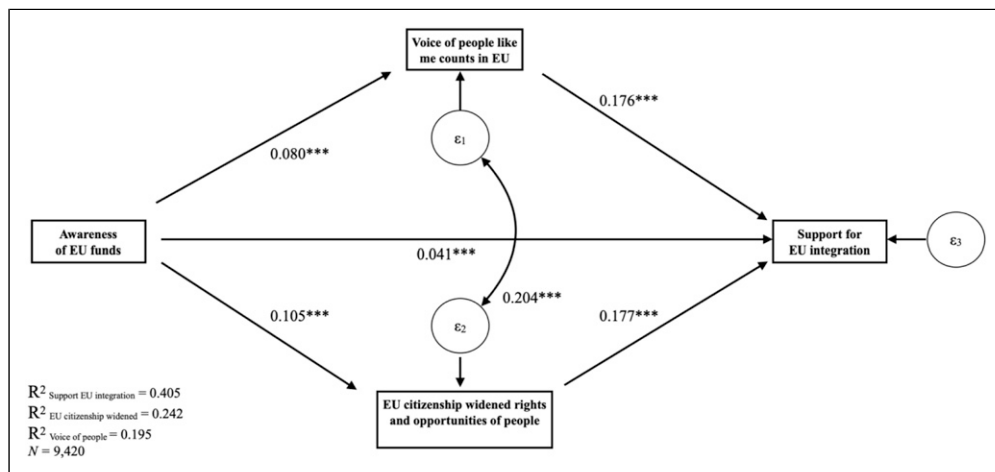 Voice of people like
me counts in EU
0.176***
ε1
0.080***
Awareness
of EU funds
Support for
EU integration
ε3
0.041***
0.204***
ε2
0.105***
0.177***
EU citizenship widened rights
and opportunities of people
R2 Support EU integration = 0.405
R2 EU citizenship widened = 0.242
R2 Voice of people = 0.195
N = 9,420